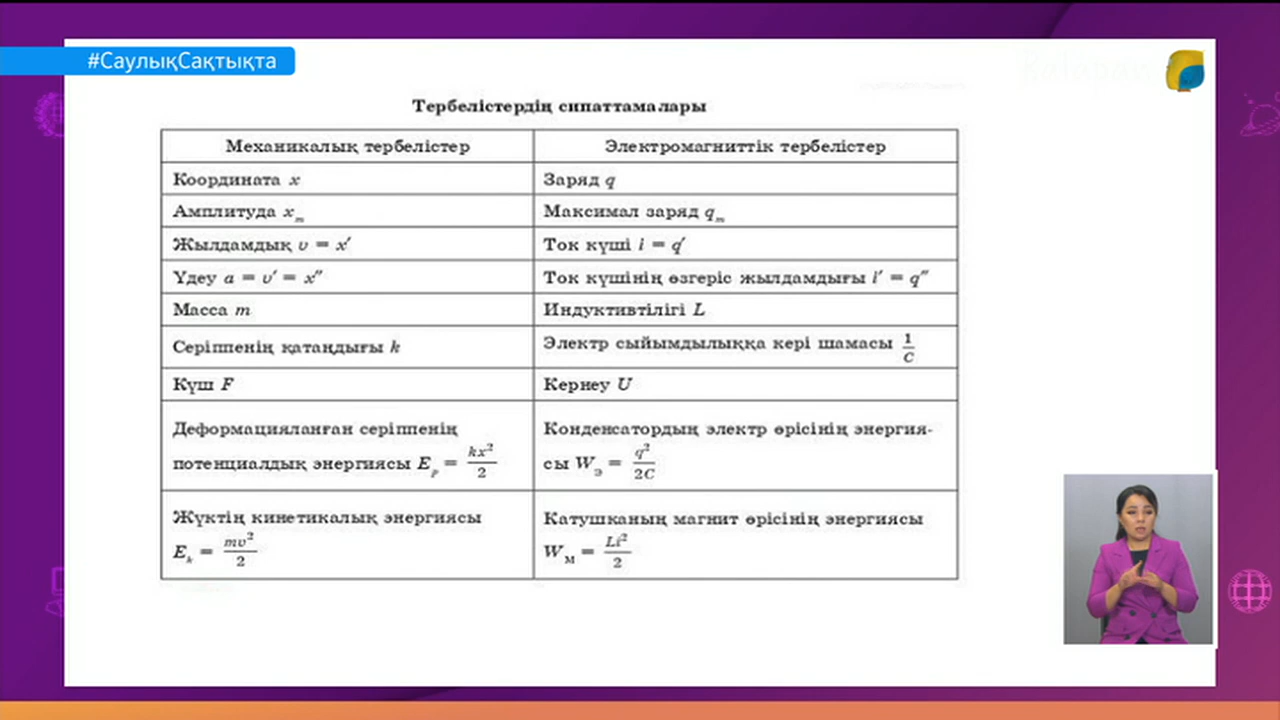 #СаулықСақтықта
Тербелістердің сипаттамалары
Механикалық тербелістер
Электромагниттік тербелістер
Координата x
Заряд q
Амплитуда xₘ
Максимал заряд qₘ
Жылдамдық υ = x′
Ток күші i = q′
Үдеу a = υ′ = x″
Ток күшінің өзгеріс жылдамдығы i′ = q″
Масса m
Индуктивтілігі L
Серіппенің қатаңдығы k
Электр сыйымдылыққа кері шамасы 1/C
Күш F
Кернеу U
Деформацияланған серіппенің
потенциалдық энергиясы Eₚ = kx²/2
Конденсатордың электр өрісінің энергия-
сы Wэ = q²/2C
Жүктің кинетикалық энергиясы
Eₖ = mυ²/2
Катушканың магнит өрісінің энергиясы
Wм = Li²/2